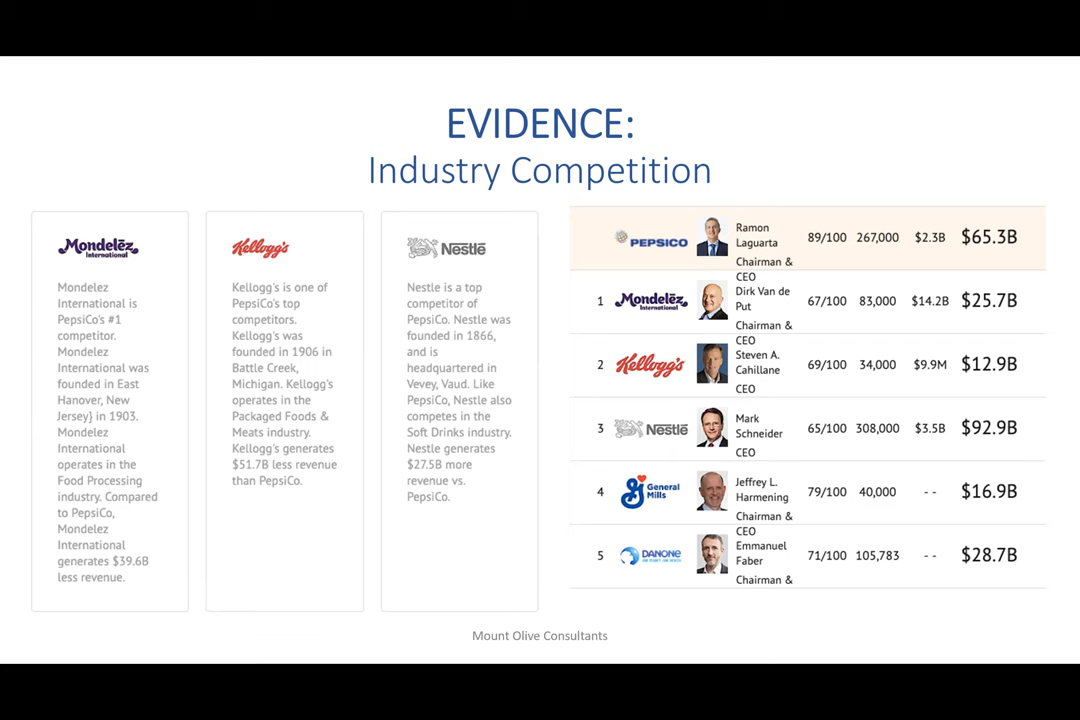 EVIDENCE:
Industry Competition
Mondelēz
International
Mondelez
International is
PepsiCo's #1
competitor.
Mondelez
International was
founded in East
Hanover, New
Jersey} in 1903.
Mondelez
International
operates in the
Food Processing
industry. Compared
to PepsiCo,
Mondelez
International
generates $39.6B
less revenue.
Kellogg's
Kellogg's is one of
PepsiCo's top
competitors.
Kellogg's was
founded in 1906 in
Battle Creek,
Michigan. Kellogg's
operates in the
Packaged Foods &
Meats industry.
Kellogg's generates
$51.7B less revenue
than PepsiCo.
Nestlé
Nestle is a top
competitor of
PepsiCo. Nestle was
founded in 1866,
and is
headquartered in
Vevey, Vaud. Like
PepsiCo, Nestle also
competes in the
Soft Drinks industry.
Nestle generates
$27.5B more
revenue vs.
PepsiCo.
PEPSICO
Ramon
Laguarta
Chairman &
CEO
89/100 267,000 $2.3B $65.3B
1 Mondelēz
International
Dirk Van de
Put
Chairman &
CEO
67/100 83,000 $14.2B $25.7B
2 Kellogg's
Steven A.
Cahillane
CEO
69/100 34,000 $9.9M $12.9B
3 Nestlé
Mark
Schneider
CEO
65/100 308,000 $3.5B $92.9B
4 General
Mills
Jeffrey L.
Harmening
Chairman &
CEO
79/100 40,000 - - $16.9B
5 DANONE
Emmanuel
Faber
Chairman &
71/100 105,783 - - $28.7B
Mount Olive Consultants